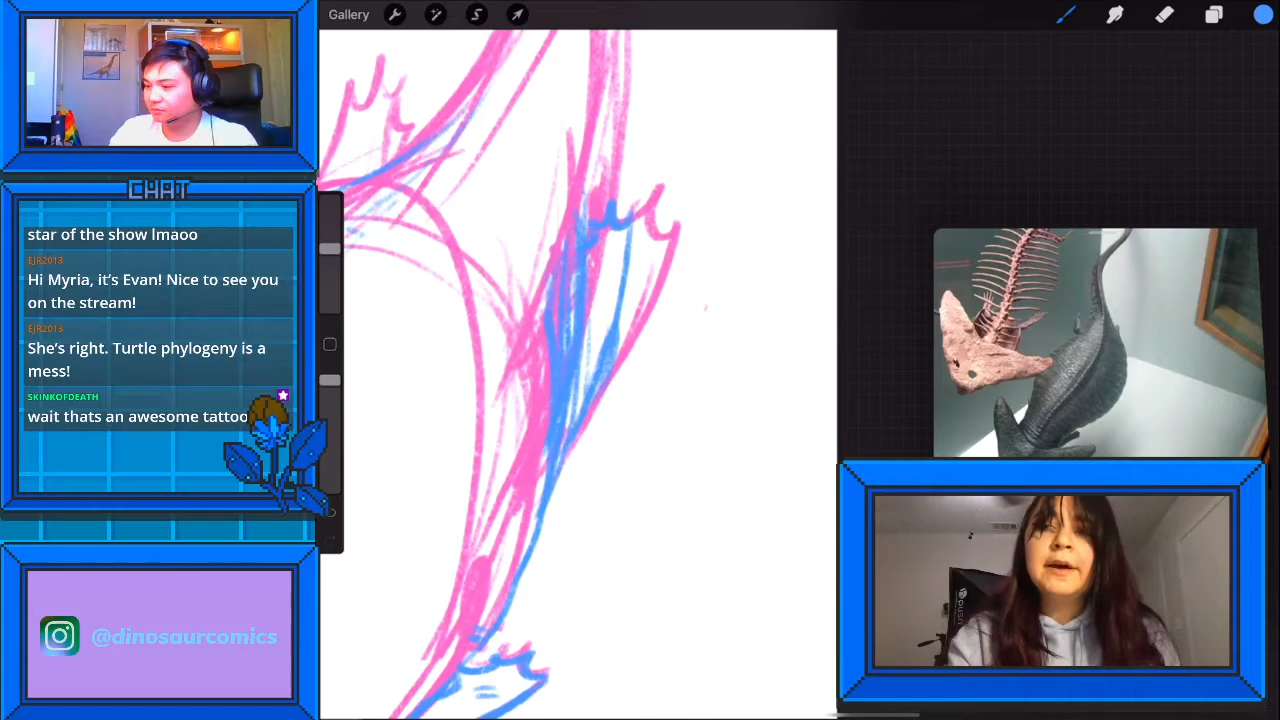 Gallery
CHAT
star of the show lmaoo
EJR2013
Hi Myria, it's Evan! Nice to see you
on the stream!
EJR2013
She's right. Turtle phylogeny is a
mess!
SKINKOFDEATH
wait thats an awesome tattoo
@dinosaurcomics